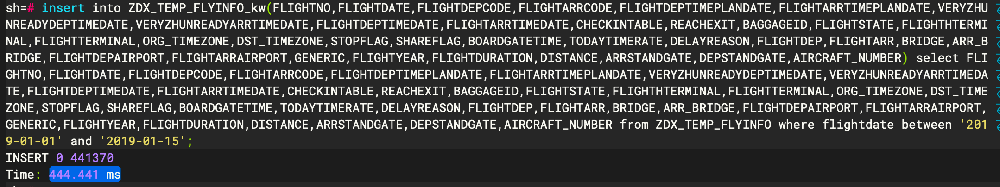 sh=# insert into ZDX_TEMP_FLYINFO_kw(FLIGHTNO,FLIGHTDATE,FLIGHTDEPCODE,FLIGHTARRCODE,FLIGHTDEPTIMEPLANDATE,FLIGHTARRTIMEPLANDATE,VERYZHU
NREADYDEPTIMEDATE,VERYZHUNREADYARRTIMEDATE,FLIGHTDEPTIMEDATE,FLIGHTARRTIMEDATE,CHECKINTABLE,REACHEXIT,BAGGAGEID,FLIGHTSTATE,FLIGHTHTERMI
NAL,FLIGHTTERMINAL,ORG_TIMEZONE,DST_TIMEZONE,STOPFLAG,SHAREFLAG,BOARDGATETIME,TODAYTIMERATE,DELAYREASON,FLIGHTDEP,FLIGHTARR,BRIDGE,ARR_B
RIDGE,FLIGHTDEPAIRPORT,FLIGHTARRAIRPORT,GENERIC,FLIGHTYEAR,FLIGHTDURATION,DISTANCE,ARRSTANDGATE,DEPSTANDGATE,AIRCRAFT_NUMBER) select FLI
GHTNO,FLIGHTDATE,FLIGHTDEPCODE,FLIGHTARRCODE,FLIGHTDEPTIMEPLANDATE,FLIGHTARRTIMEPLANDATE,VERYZHUNREADYDEPTIMEDATE,VERYZHUNREADYARRTIMEDA
TE,FLIGHTDEPTIMEDATE,FLIGHTARRTIMEDATE,CHECKINTABLE,REACHEXIT,BAGGAGEID,FLIGHTSTATE,FLIGHTHTERMINAL,FLIGHTTERMINAL,ORG_TIMEZONE,DST_TIME
ZONE,STOPFLAG,SHAREFLAG,BOARDGATETIME,TODAYTIMERATE,DELAYREASON,FLIGHTDEP,FLIGHTARR,BRIDGE,ARR_BRIDGE,FLIGHTDEPAIRPORT,FLIGHTARRAIRPORT,
GENERIC,FLIGHTYEAR,FLIGHTDURATION,DISTANCE,ARRSTANDGATE,DEPSTANDGATE,AIRCRAFT_NUMBER from ZDX_TEMP_FLYINFO where flightdate between '201
9-01-01' and '2019-01-15';
INSERT 0 441370
Time: 444.441 ms